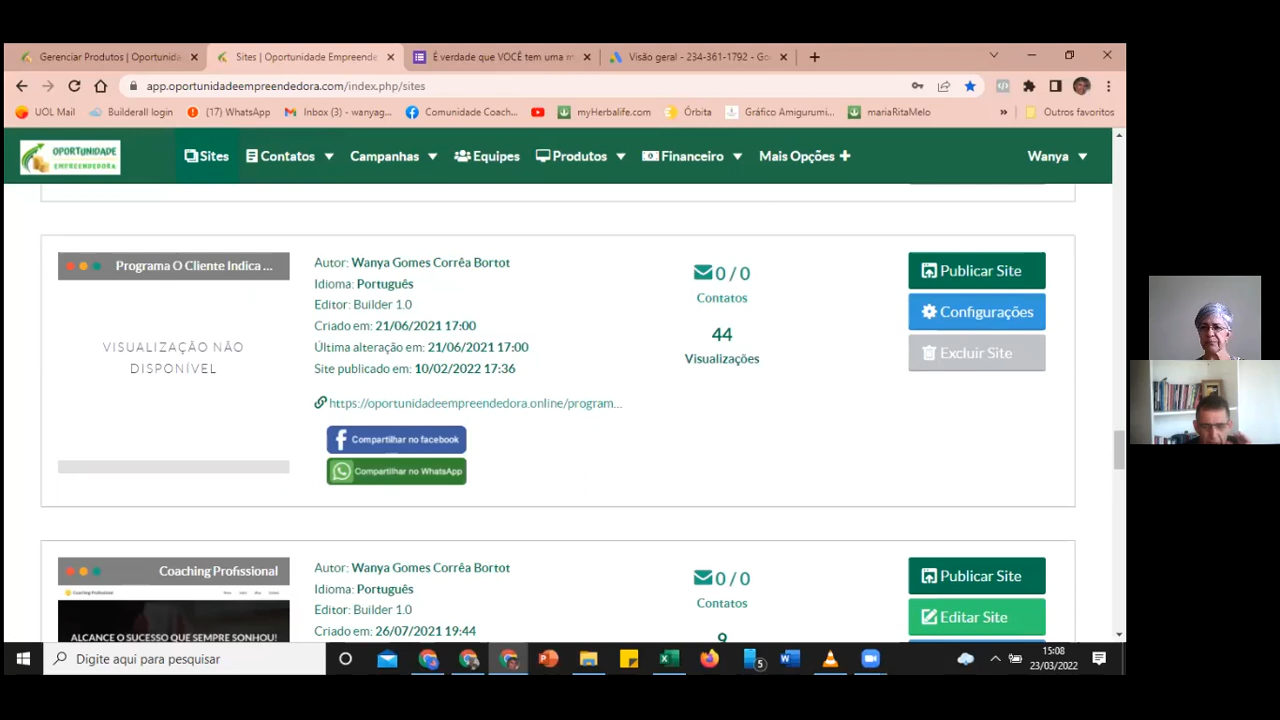 Gerenciar Produtos | Oportunida
Sites | Oportunidade Empreende
É verdade que VOCÊ tem uma m
Visão geral - 234-361-1792 - Go
app.oportunidadeempreendedora.com/index.php/sites
UOL Mail
Builderall login
(17) WhatsApp
Inbox (3) - wanyag...
Comunidade Coach...
myHerbalife.com
Órbita
Gráfico Amigurumi...
mariaRitaMelo
»
Outros favoritos
OPORTUNIDADE
EMPREENDEDORA
Sites
Contatos
Campanhas
Equipes
Produtos
Financeiro
Mais Opções
Wanya
Programa O Cliente Indica ...
VISUALIZAÇÃO NÃO
DISPONÍVEL
Autor: Wanya Gomes Corrêa Bortot
Idioma: Português
Editor: Builder 1.0
Criado em: 21/06/2021 17:00
Última alteração em: 21/06/2021 17:00
Site publicado em: 10/02/2022 17:36
https://oportunidadeempreendedora.online/program...
Compartilhar no facebook
Compartilhar no WhatsApp
0 / 0
Contatos
44
Visualizações
Publicar Site
Configurações
Excluir Site
Coaching Profissional
Coaching Profissional
ALCANCE O SUCESSO QUE SEMPRE SONHOU!
Autor: Wanya Gomes Corrêa Bortot
Idioma: Português
Editor: Builder 1.0
Criado em: 26/07/2021 19:44
0 / 0
Contatos
9
Publicar Site
Editar Site
Digite aqui para pesquisar
5
15:08
23/03/2022